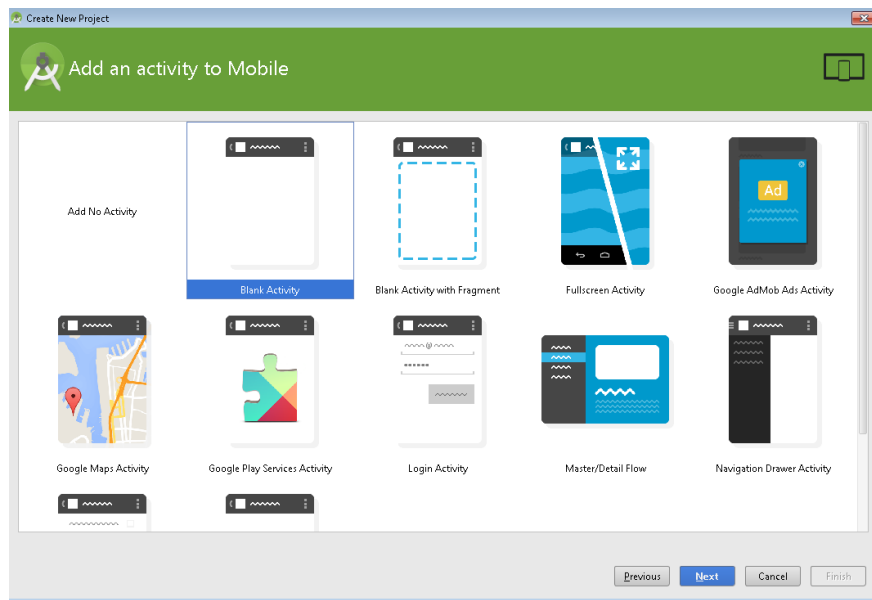 Create New Project
Add an activity to Mobile
Add No Activity
Blank Activity
Blank Activity with Fragment
Fullscreen Activity
Ad
Google AdMob Ads Activity
Google Maps Activity
Google Play Services Activity
Login Activity
Master/Detail Flow
Navigation Drawer Activity
Previous
Next
Cancel
Finish